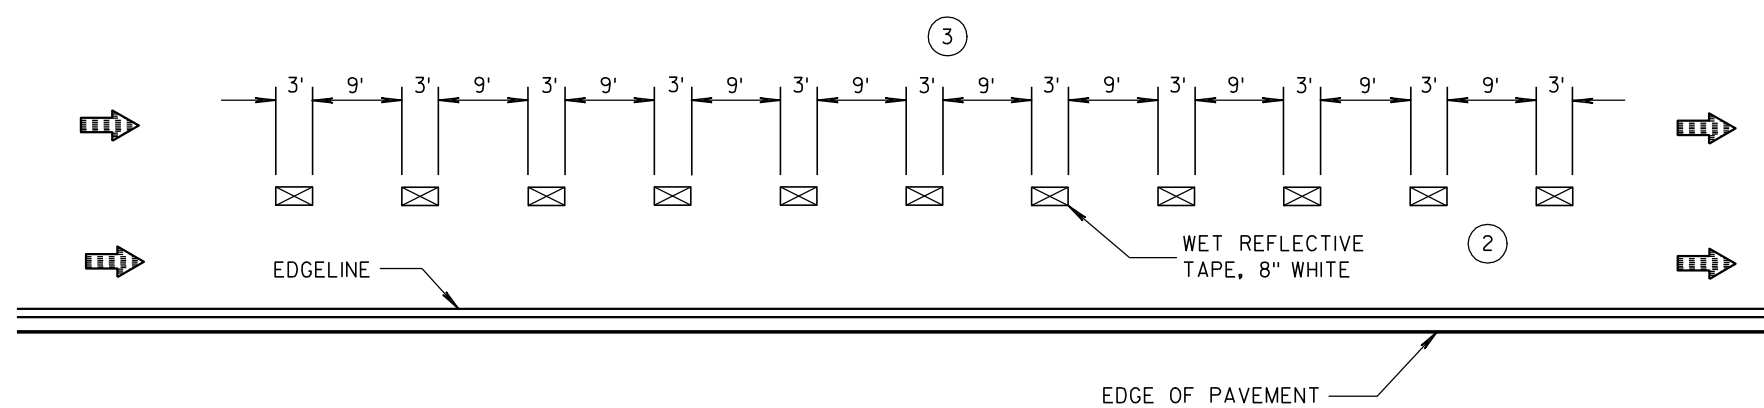 3
3' 9' 3' 9' 3' 9' 3' 9' 3' 9' 3' 9' 3' 9' 3' 9' 3' 9' 3' 9' 3'
WET REFLECTIVE
TAPE, 8" WHITE
2
EDGELINE
EDGE OF PAVEMENT